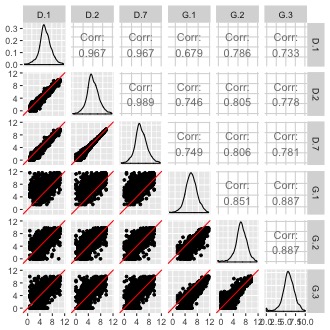 D.1 D.2 D.7 G.1 G.2 G.3
0.3 0.2 0.1 0.0 Corr: 0.967 Corr: 0.967 Corr: 0.679 Corr: 0.786 Corr: 0.733 D.1
12 8 4 0 Corr: 0.989 Corr: 0.746 Corr: 0.805 Corr: 0.778 D.2
12 8 4 0 Corr: 0.749 Corr: 0.806 Corr: 0.781 D.7
12 8 4 0 Corr: 0.851 Corr: 0.887 G.1
12 8 4 0 Corr: 0.887 G.2
12 8 4 0 G.3
0 4 8 12 0 4 8 12 0 4 8 12 0 4 8 12 0 4 8 12